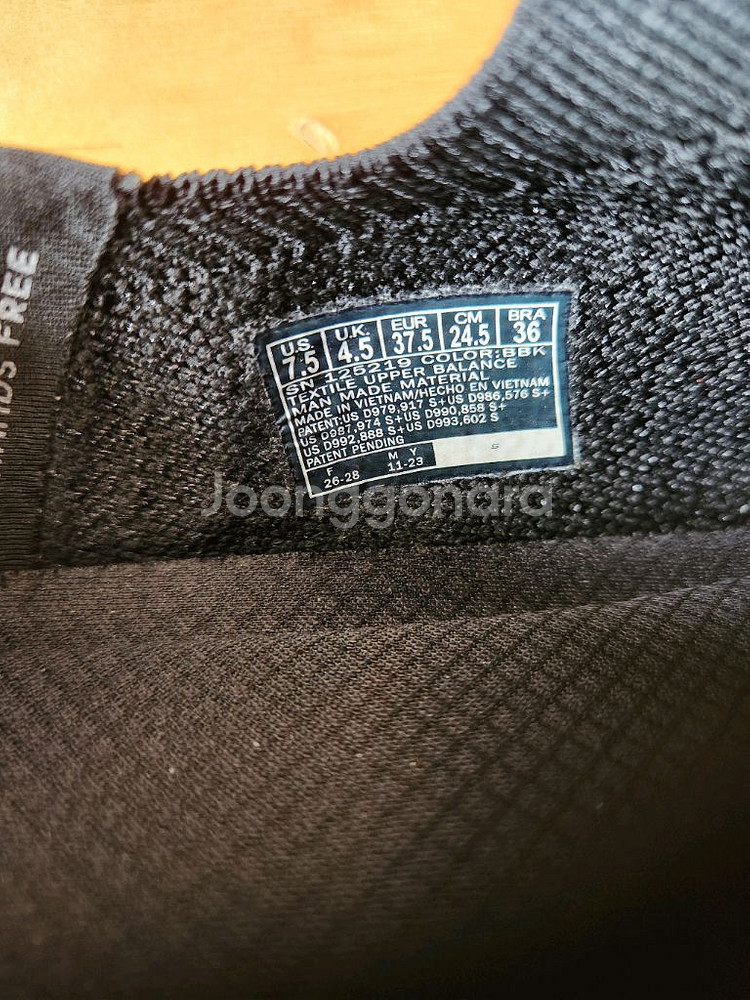 NDS FREE
U.S. U.K. EUR CM BRA
7.5 4.5 37.5 24.5 36
SN 125219 COLOR:BBK
TEXTILE UPPER BALANCE
MAN MADE MATERIAL
MADE IN VIETNAM/HECHO EN VIETNAM
PATENT:US D979,917 S+US D986,576 S+
US D987,974 S+US D990,858 S+
US D992,888 S+US D993,602 S
PATENT PENDING
F M Y
26-28 11-23
S
Joonggonara